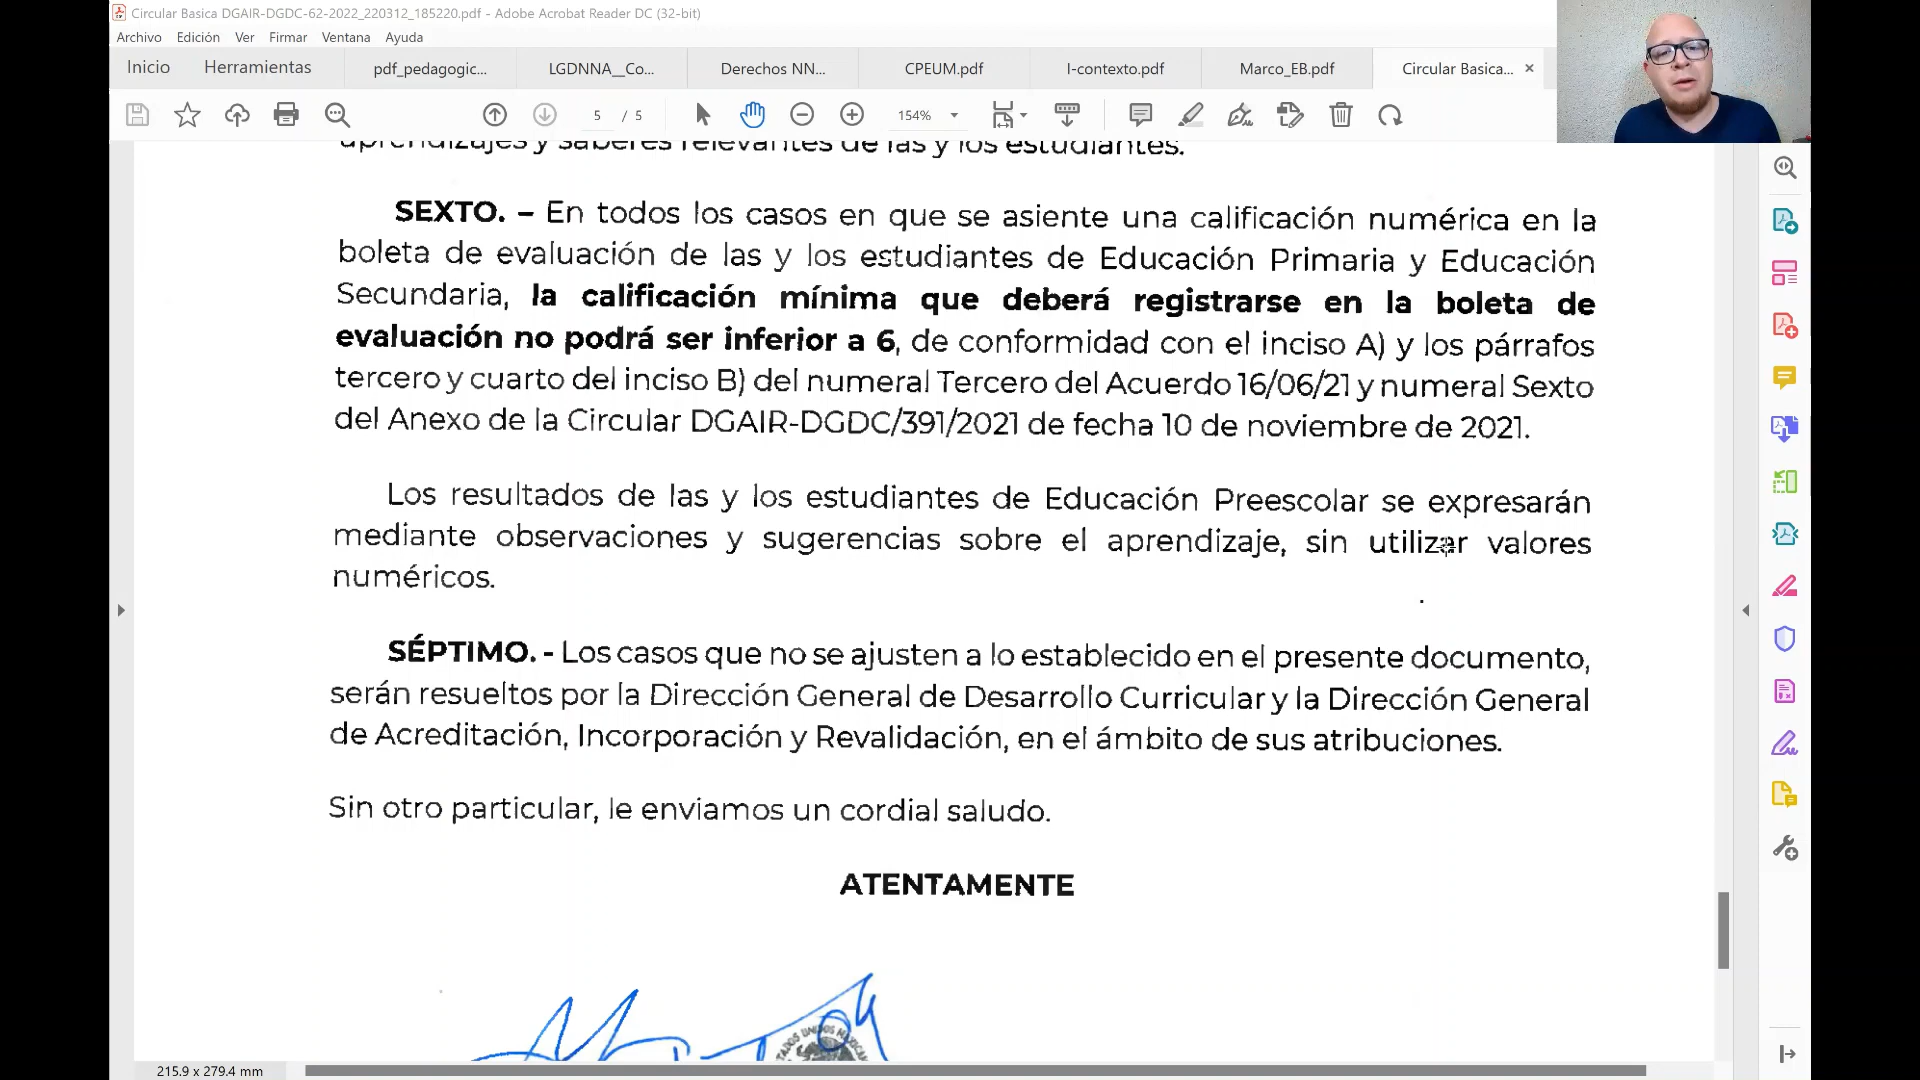 Circular Basica DGAIR-DGDC-62-2022_220312_185220.pdf - Adobe Acrobat Reader DC (32-bit)
Archivo Edición Ver Firmar Ventana Ayuda
Inicio Herramientas pdf_pedagogic... LGDNNA__Co... Derechos NN... CPEUM.pdf I-contexto.pdf Marco_EB.pdf Circular Basica...
5 / 5 154%
aprendizajes y saberes relevantes de las y los estudiantes.
SEXTO. – En todos los casos en que se asiente una calificación numérica en la
boleta de evaluación de las y los estudiantes de Educación Primaria y Educación
Secundaria, la calificación mínima que deberá registrarse en la boleta de
evaluación no podrá ser inferior a 6, de conformidad con el inciso A) y los párrafos
tercero y cuarto del inciso B) del numeral Tercero del Acuerdo 16/06/21 y numeral Sexto
del Anexo de la Circular DGAIR-DGDC/391/2021 de fecha 10 de noviembre de 2021.
Los resultados de las y los estudiantes de Educación Preescolar se expresarán
mediante observaciones y sugerencias sobre el aprendizaje, sin utilizar valores
numéricos.
SÉPTIMO. - Los casos que no se ajusten a lo establecido en el presente documento,
serán resueltos por la Dirección General de Desarrollo Curricular y la Dirección General
de Acreditación, Incorporación y Revalidación, en el ámbito de sus atribuciones.
Sin otro particular, le enviamos un cordial saludo.
ATENTAMENTE
215.9 x 279.4 mm